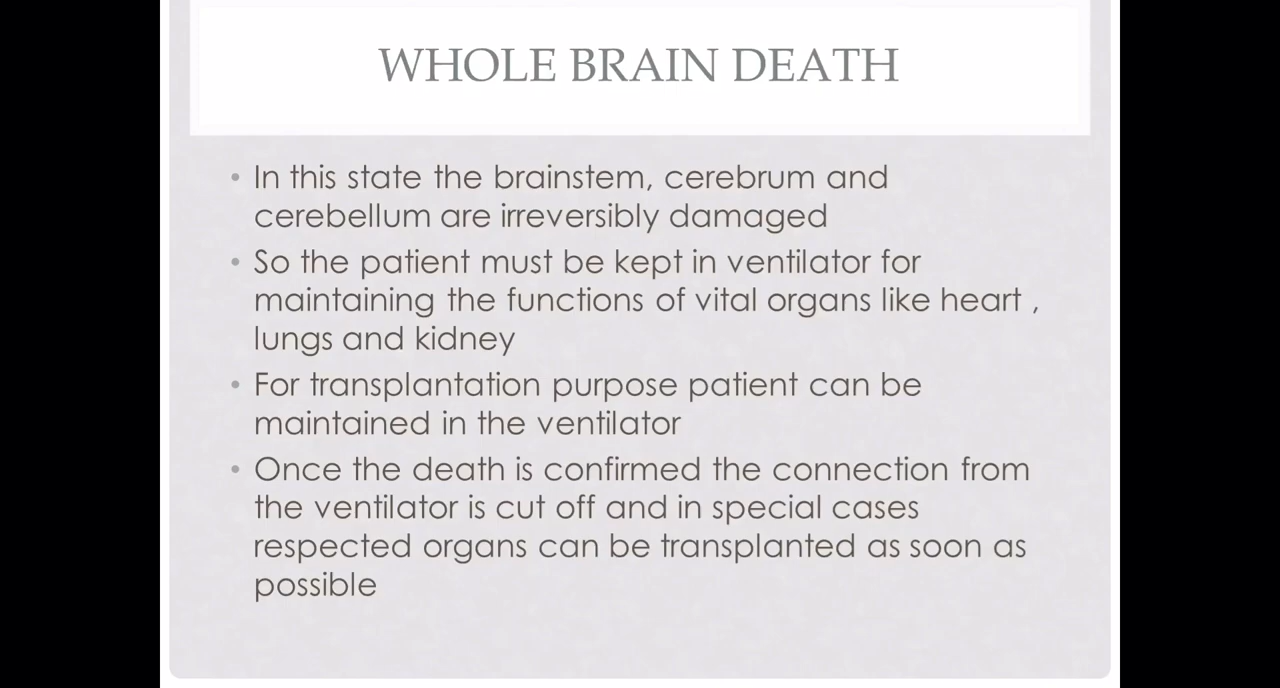 WHOLE BRAIN DEATH
• In this state the brainstem, cerebrum and
cerebellum are irreversibly damaged
• So the patient must be kept in ventilator for
maintaining the functions of vital organs like heart ,
lungs and kidney
• For transplantation purpose patient can be
maintained in the ventilator
• Once the death is confirmed the connection from
the ventilator is cut off and in special cases
respected organs can be transplanted as soon as
possible